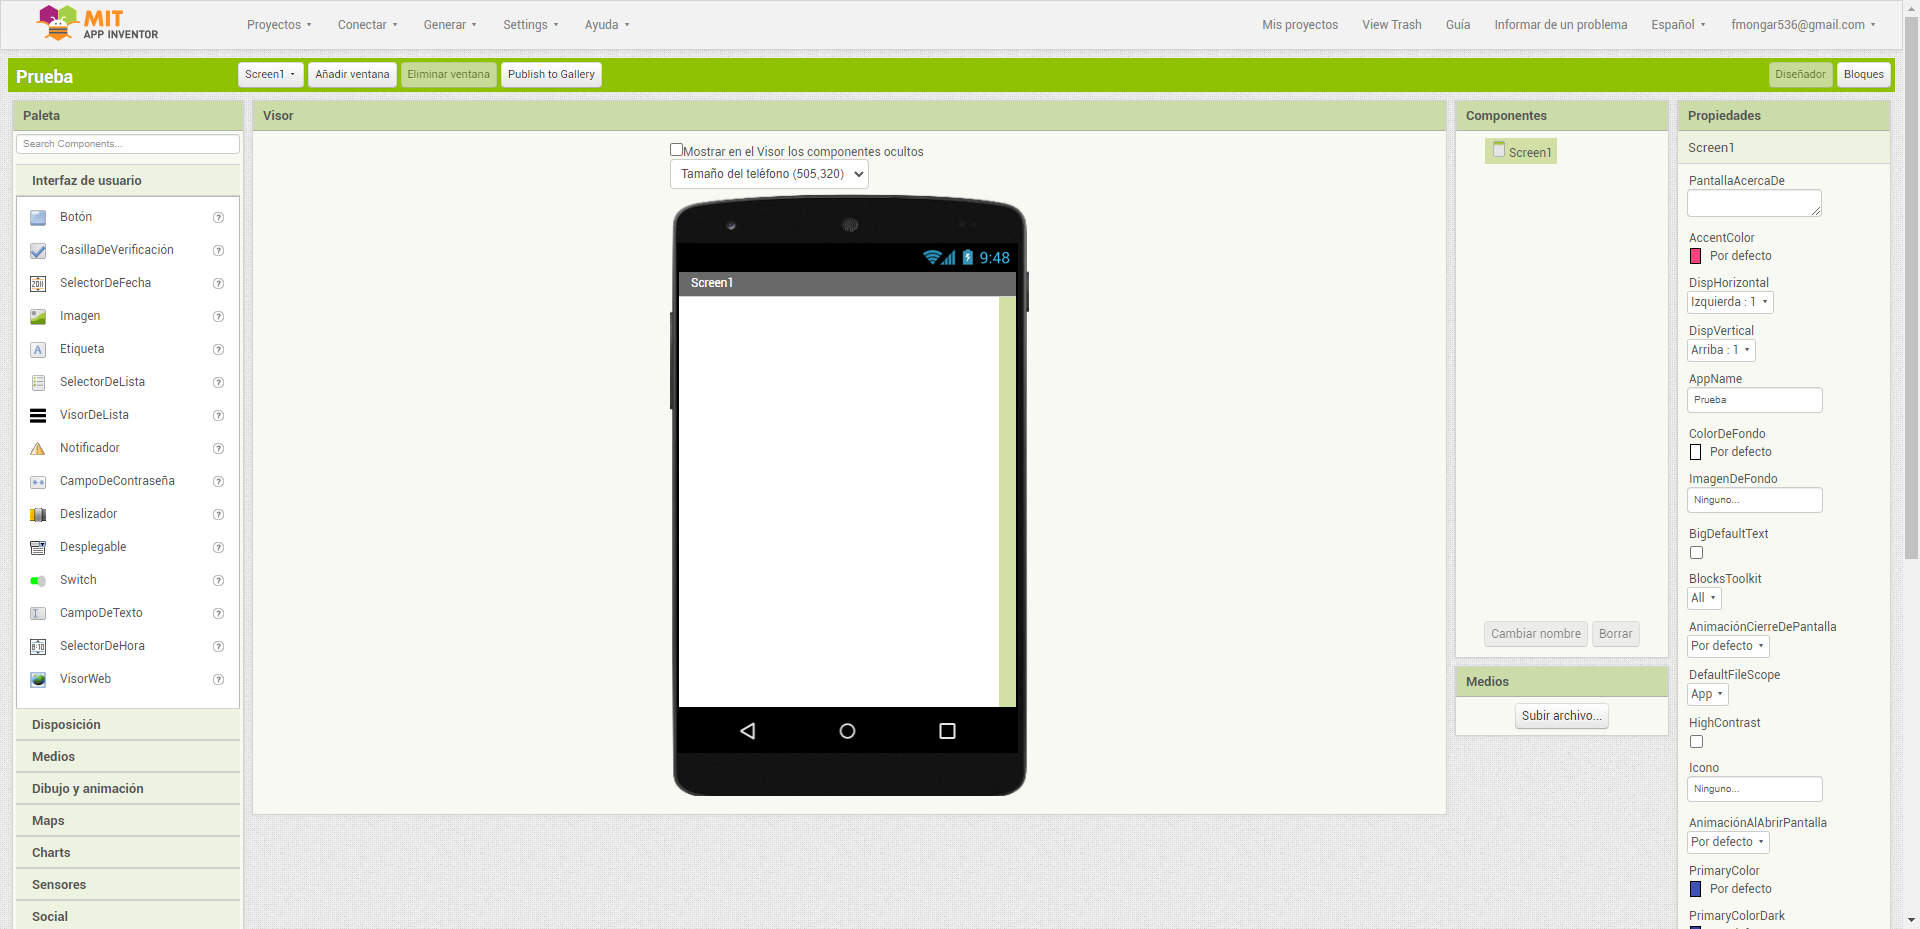 MIT
APP INVENTOR
Proyectos
Conectar
Generar
Settings
Ayuda
Mis proyectos
View Trash
Guía
Informar de un problema
Español
fmongar536@gmail.com
Prueba
Screen1
Añadir ventana
Eliminar ventana
Publish to Gallery
Diseñador
Bloques
Paleta
Search Components...
Interfaz de usuario
Botón
CasillaDeVerificación
SelectorDeFecha
Imagen
Etiqueta
SelectorDeLista
VisorDeLista
Notificador
CampoDeContraseña
Deslizador
Desplegable
Switch
CampoDeTexto
SelectorDeHora
VisorWeb
Disposición
Medios
Dibujo y animación
Maps
Charts
Sensores
Social
Visor
Mostrar en el Visor los componentes ocultos
Tamaño del teléfono (505,320)
9:48
Screen1
Componentes
Screen1
Cambiar nombre
Borrar
Medios
Subir archivo...
Propiedades
Screen1
PantallaAcercaDe
AccentColor
Por defecto
DispHorizontal
Izquierda : 1
DispVertical
Arriba : 1
AppName
Prueba
ColorDeFondo
Por defecto
ImagenDeFondo
Ninguno...
BigDefaultText
BlocksToolkit
All
AnimaciónCierreDePantalla
Por defecto
DefaultFileScope
App
HighContrast
Icono
Ninguno...
AnimaciónAlAbrirPantalla
Por defecto
PrimaryColor
Por defecto
PrimaryColorDark